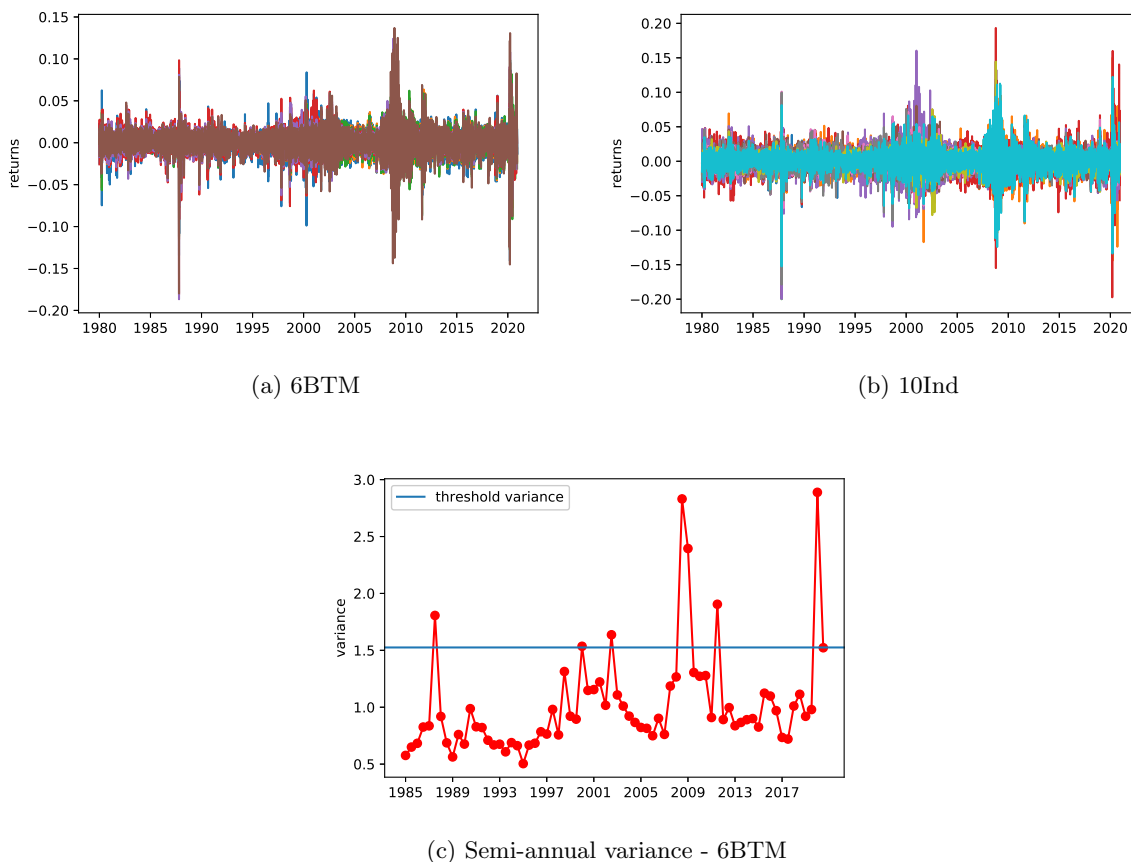 0.15
0.10
0.05
0.00
−0.05
−0.10
−0.15
−0.20
returns
1980 1985 1990 1995 2000 2005 2010 2015 2020
(a) 6BTM
0.20
0.15
0.10
0.05
0.00
−0.05
−0.10
−0.15
−0.20
returns
1980 1985 1990 1995 2000 2005 2010 2015 2020
(b) 10Ind
3.0
2.5
2.0
1.5
1.0
0.5
variance
threshold variance
1985 1989 1993 1997 2001 2005 2009 2013 2017
(c) Semi-annual variance - 6BTM